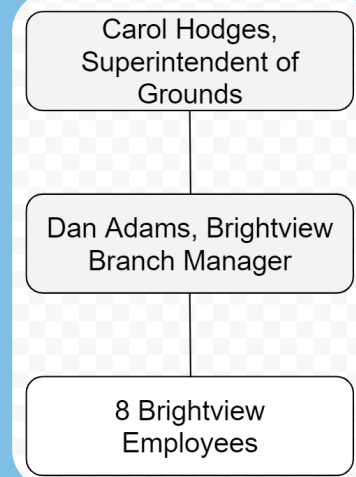 Carol Hodges,
Superintendent of
Grounds
Dan Adams, Brightview
Branch Manager
8 Brightview
Employees